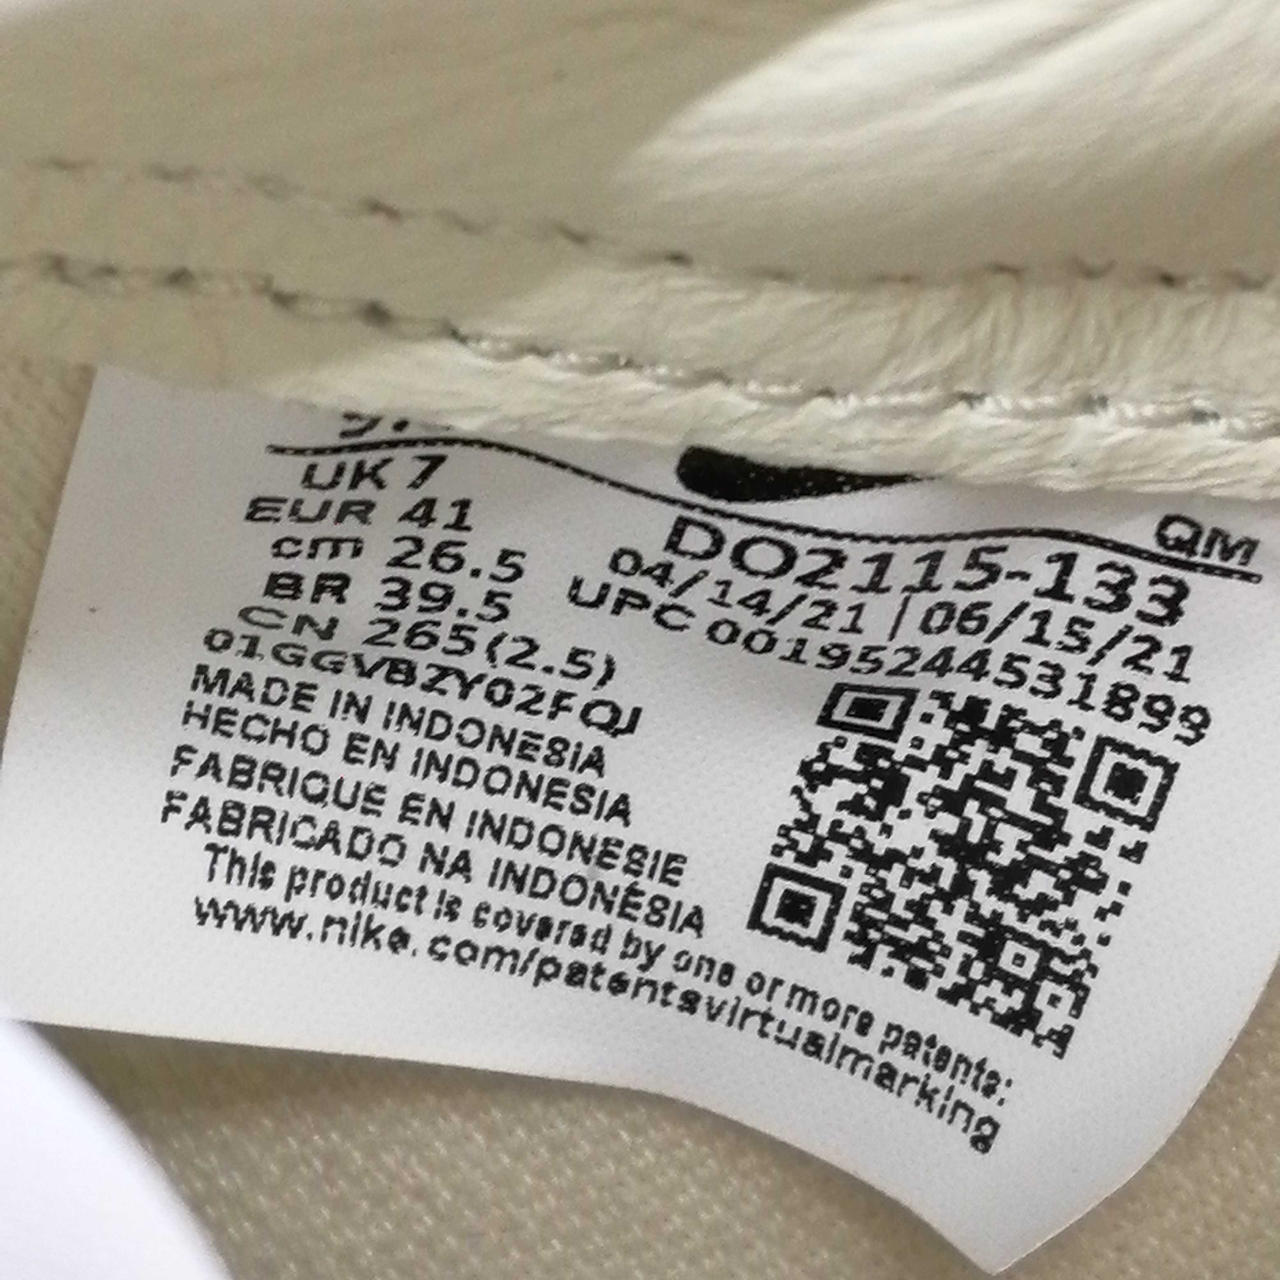 UK 7
EUR 41
cm 26.5
BR 39.5
CN 265(2.5)
01GGVBZY02FQJ
MADE IN INDONESIA
HECHO EN INDONESIA
FABRIQUE EN INDONESIE
FABRICADO NA INDONÉSIA
This product is covered by one or more patents:
www.nike.com/patentsvirtualmarking
QM
DO2115-133
04/14/21 | 06/15/21
UPC 00195244531899